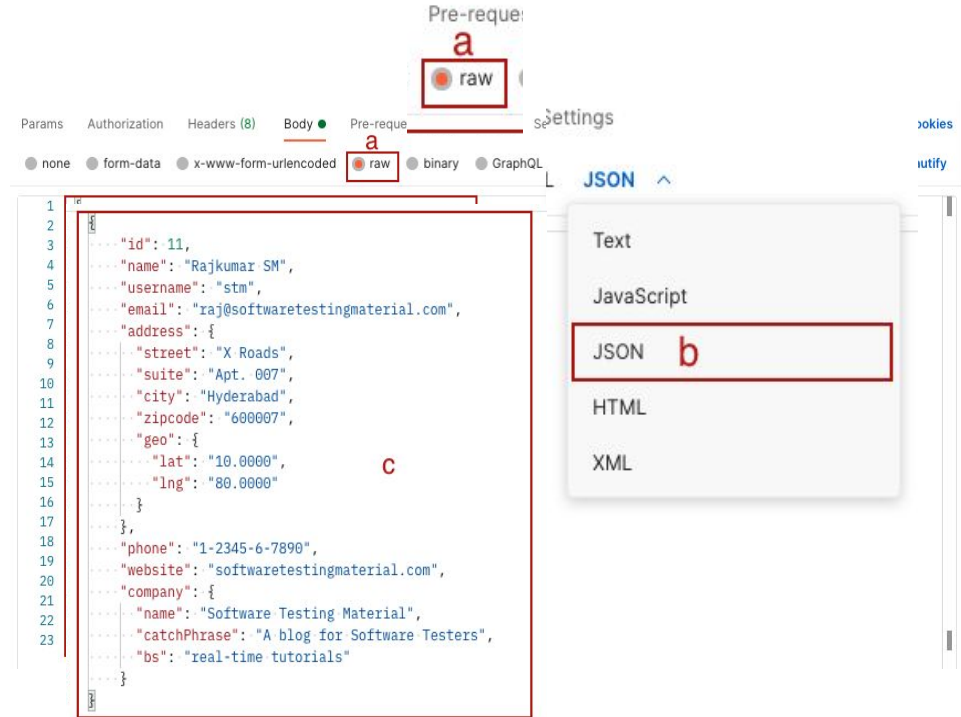 Pre-reques
a
raw
Settings
Params Authorization Headers (8) Body Pre-reque Se ookies
a
none form-data x-www-form-urlencoded raw binary GraphQL L JSON utify
1
2
3
4
5
6
7
8
9
10
11
12
13
14
15
16
17
18
19
20
21
22
23
{
{
"id": 11,
"name": "Rajkumar SM",
"username": "stm",
"email": "raj@softwaretestingmaterial.com",
"address": {
"street": "X Roads",
"suite": "Apt. 007",
"city": "Hyderabad",
"zipcode": "600007",
"geo": {
"lat": "10.0000",
"lng": "80.0000"
}
},
"phone": "1-2345-6-7890",
"website": "softwaretestingmaterial.com",
"company": {
"name": "Software Testing Material",
"catchPhrase": "A blog for Software Testers",
"bs": "real-time tutorials"
}
}
c
Text
JavaScript
JSON b
HTML
XML